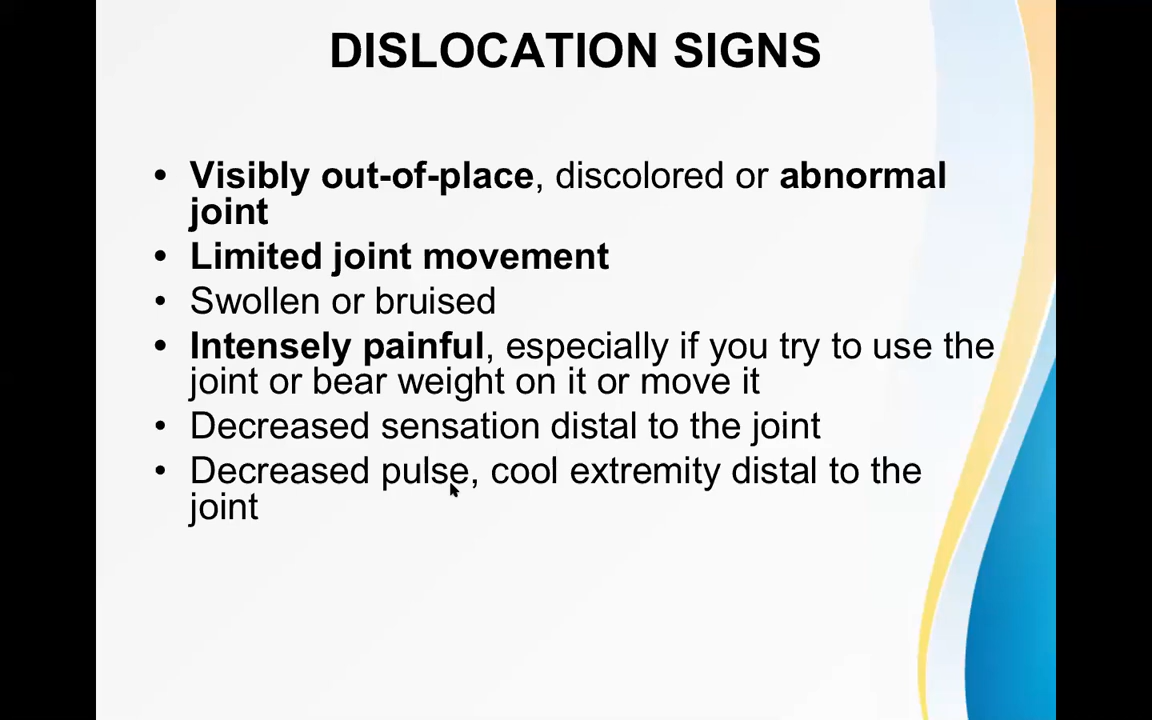 DISLOCATION SIGNS
• Visibly out-of-place, discolored or abnormal
joint
• Limited joint movement
• Swollen or bruised
• Intensely painful, especially if you try to use the
joint or bear weight on it or move it
• Decreased sensation distal to the joint
• Decreased pulse, cool extremity distal to the
joint